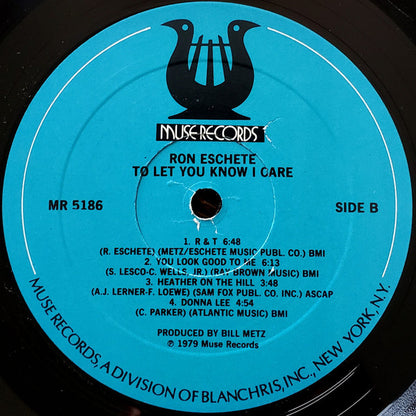 MUSE RECORDS
RON ESCHETE
TO LET YOU KNOW I CARE
MR 5186
SIDE B
1. R & T 6:48
(R. ESCHETE) (METZ/ESCHETE MUSIC PUBL. CO.) BMI
2. YOU LOOK GOOD TO ME 6:13
(S. LESCO-C. WELLS, JR.) (RAY BROWN MUSIC) BMI
3. HEATHER ON THE HILL 3:48
(A.J. LERNER-F. LOEWE) (SAM FOX PUBL. CO. INC.) ASCAP
4. DONNA LEE 4:54
(C. PARKER) (ATLANTIC MUSIC) BMI
PRODUCED BY BILL METZ
℗ 1979 Muse Records
MUSE RECORDS, A DIVISION OF BLANCHRIS, INC., NEW YORK, N.Y.